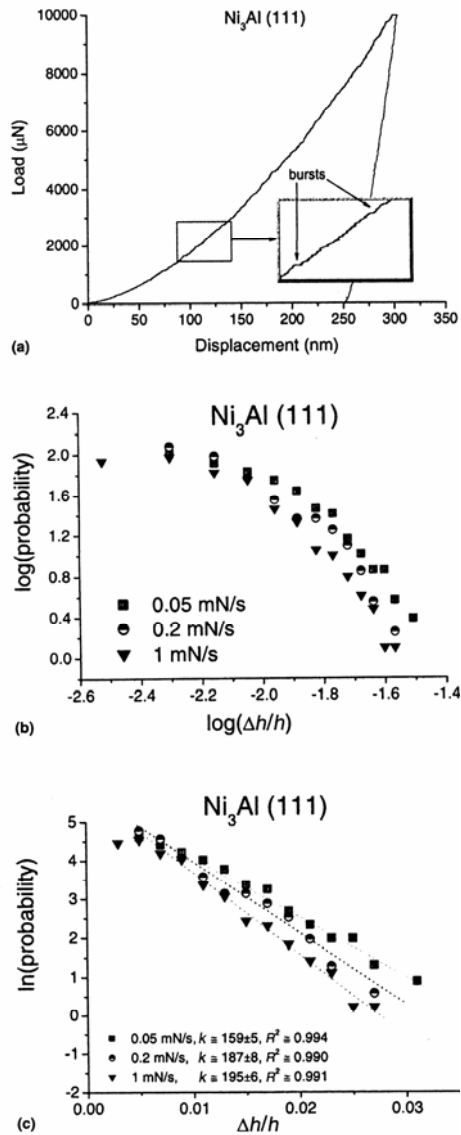 Ni₃Al (111)
10000
8000
6000
4000
2000
0
Load (μN)
bursts
0 50 100 150 200 250 300 350
Displacement (nm)
(a)
Ni₃Al (111)
2.4
2.0
1.6
1.2
0.8
0.4
0.0
log(probability)
0.05 mN/s
0.2 mN/s
1 mN/s
-2.6 -2.4 -2.2 -2.0 -1.8 -1.6 -1.4
log(Δh/h)
(b)
Ni₃Al (111)
5
4
3
2
1
0
-1
-2
ln(probability)
0.05 mN/s, k ≅ 159±5, R² ≅ 0.994
0.2 mN/s, k ≅ 187±8, R² ≅ 0.990
1 mN/s, k ≅ 195±6, R² ≅ 0.991
0.00 0.01 0.02 0.03
Δh/h
(c)